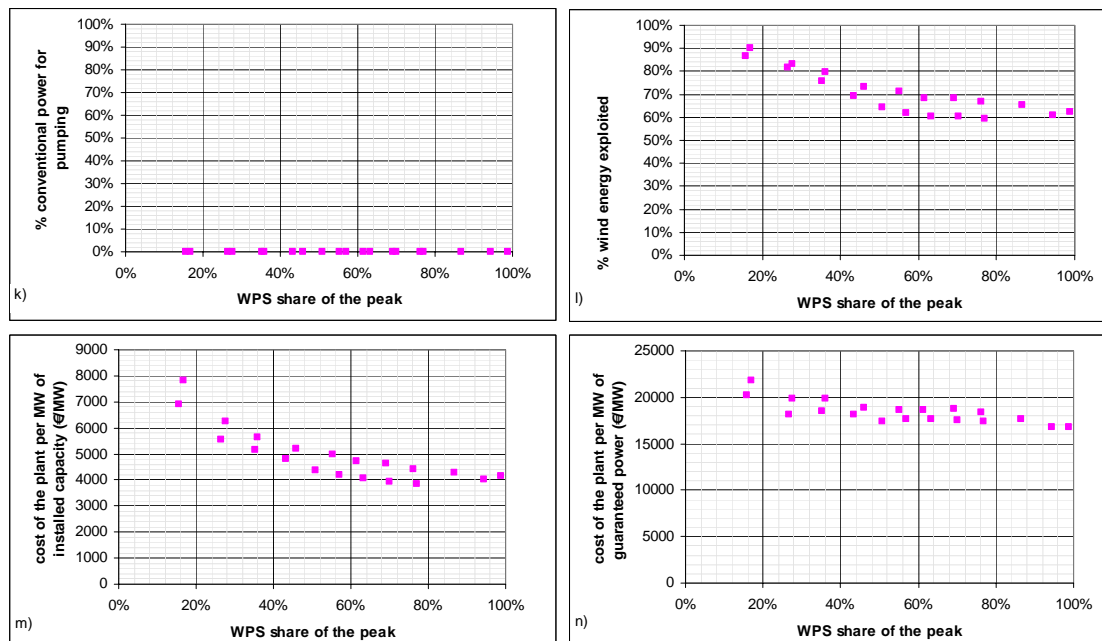 100%
90%
80%
70%
60%
50%
40%
30%
20%
10%
0%
% conventional power for
pumping
0% 20% 40% 60% 80% 100%
WPS share of the peak
k)
100%
90%
80%
70%
60%
50%
40%
30%
20%
10%
0%
% wind energy exploited
0% 20% 40% 60% 80% 100%
WPS share of the peak
l)
9000
8000
7000
6000
5000
4000
3000
2000
1000
0
cost of the plant per MW of
installed capacity (€/MW)
0% 20% 40% 60% 80% 100%
WPS share of the peak
m)
25000
20000
15000
10000
5000
0
cost of the plant per MW of
guaranteed power (€/MW)
0% 20% 40% 60% 80% 100%
WPS share of the peak
n)